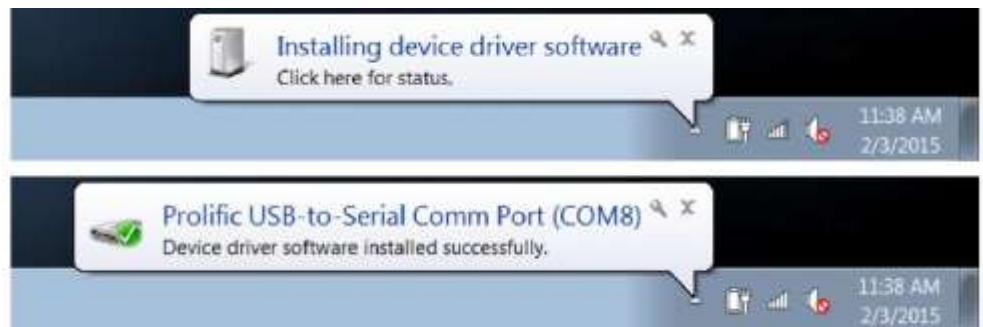 Installing device driver software
Click here for status.
11:38 AM
2/3/2015
Prolific USB-to-Serial Comm Port (COM8)
Device driver software installed successfully.
11:38 AM
2/3/2015